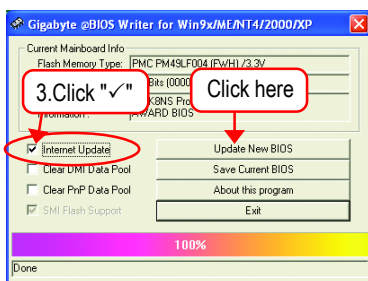 Gigabyte @BIOS Writer for Win9x/ME/NT4/2000/XP
Current Mainboard Info
Flash Memory Type: PMC PM49LF004 (FWH) /3.3V
Bits (0000
3.Click "✓"
Click here
K8NS Pro
Information : AWARD BIOS
Internet Update
Update New BIOS
Clear DMI Data Pool
Save Current BIOS
Clear PnP Data Pool
About this program
SMI Flash Support
Exit
100%
Done